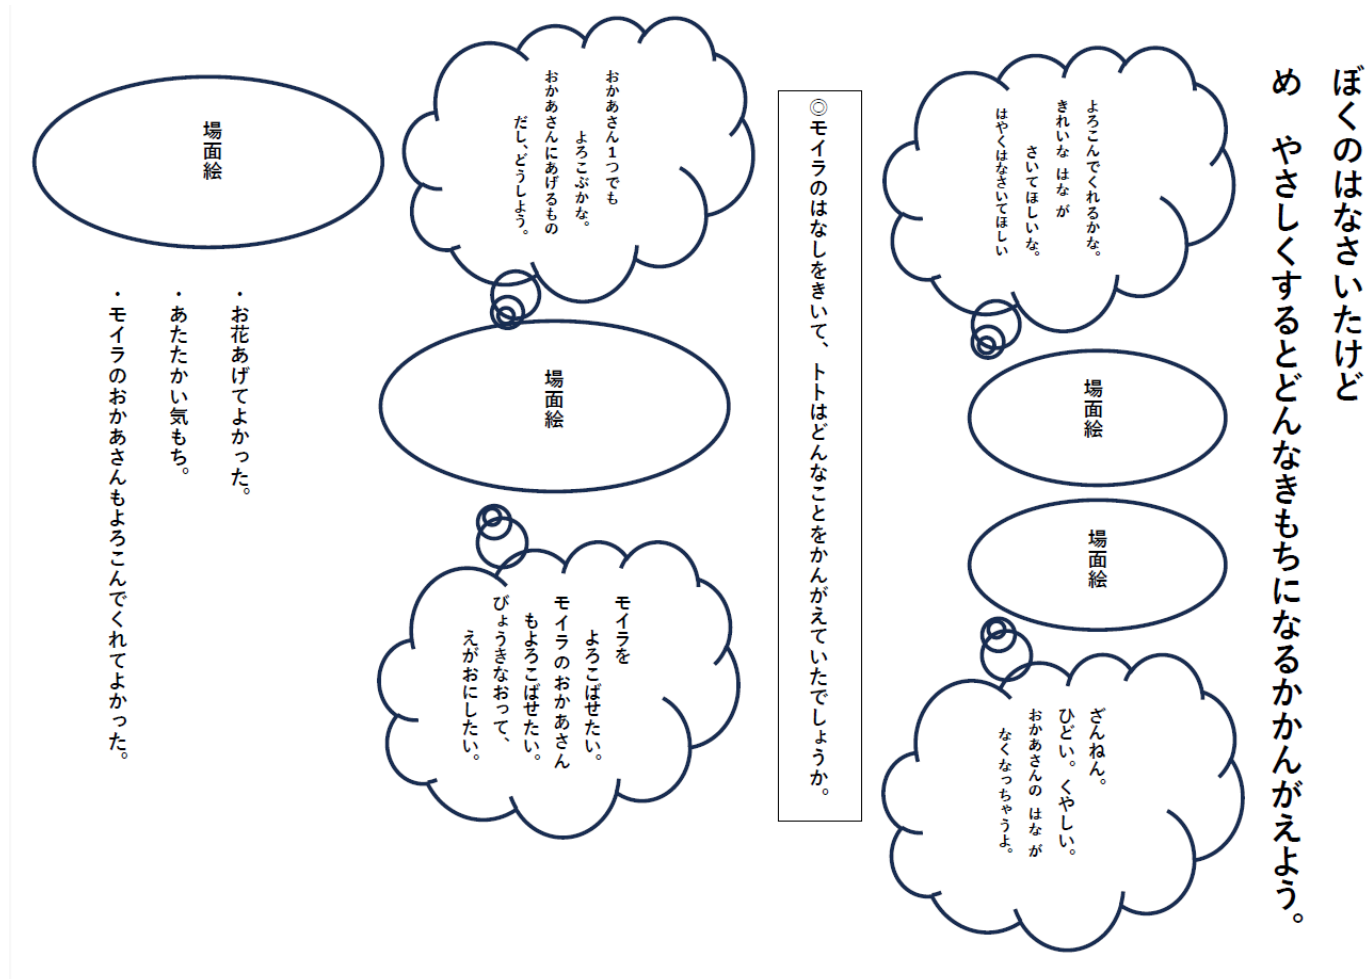 ぼくのはなさいたけど
め　やさしくするとどんなきもちになるかかんがえよう。
よろこんでくれるかな。
きれいな はな が
さいてほしいな。
はやくはなさいてほしい
場面絵
場面絵
ざんねん。
ひどい。くやしい。
おかあさんの はな が
なくなっちゃうよ。
◎モイラのはなしをきいて、トトはどんなことをかんがえていたでしょうか。
おかあさん１つでも
よろこぶかな。
おかあさんにあげるもの
だし、どうしよう。
場面絵
モイラを
よろこばせたい。
モイラのおかあさん
もよろこばせたい。
びょうきなおって、
えがおにしたい。
場面絵
・お花あげてよかった。
・あたたかい気もち。
・モイラのおかあさんもよろこんでくれてよかった。